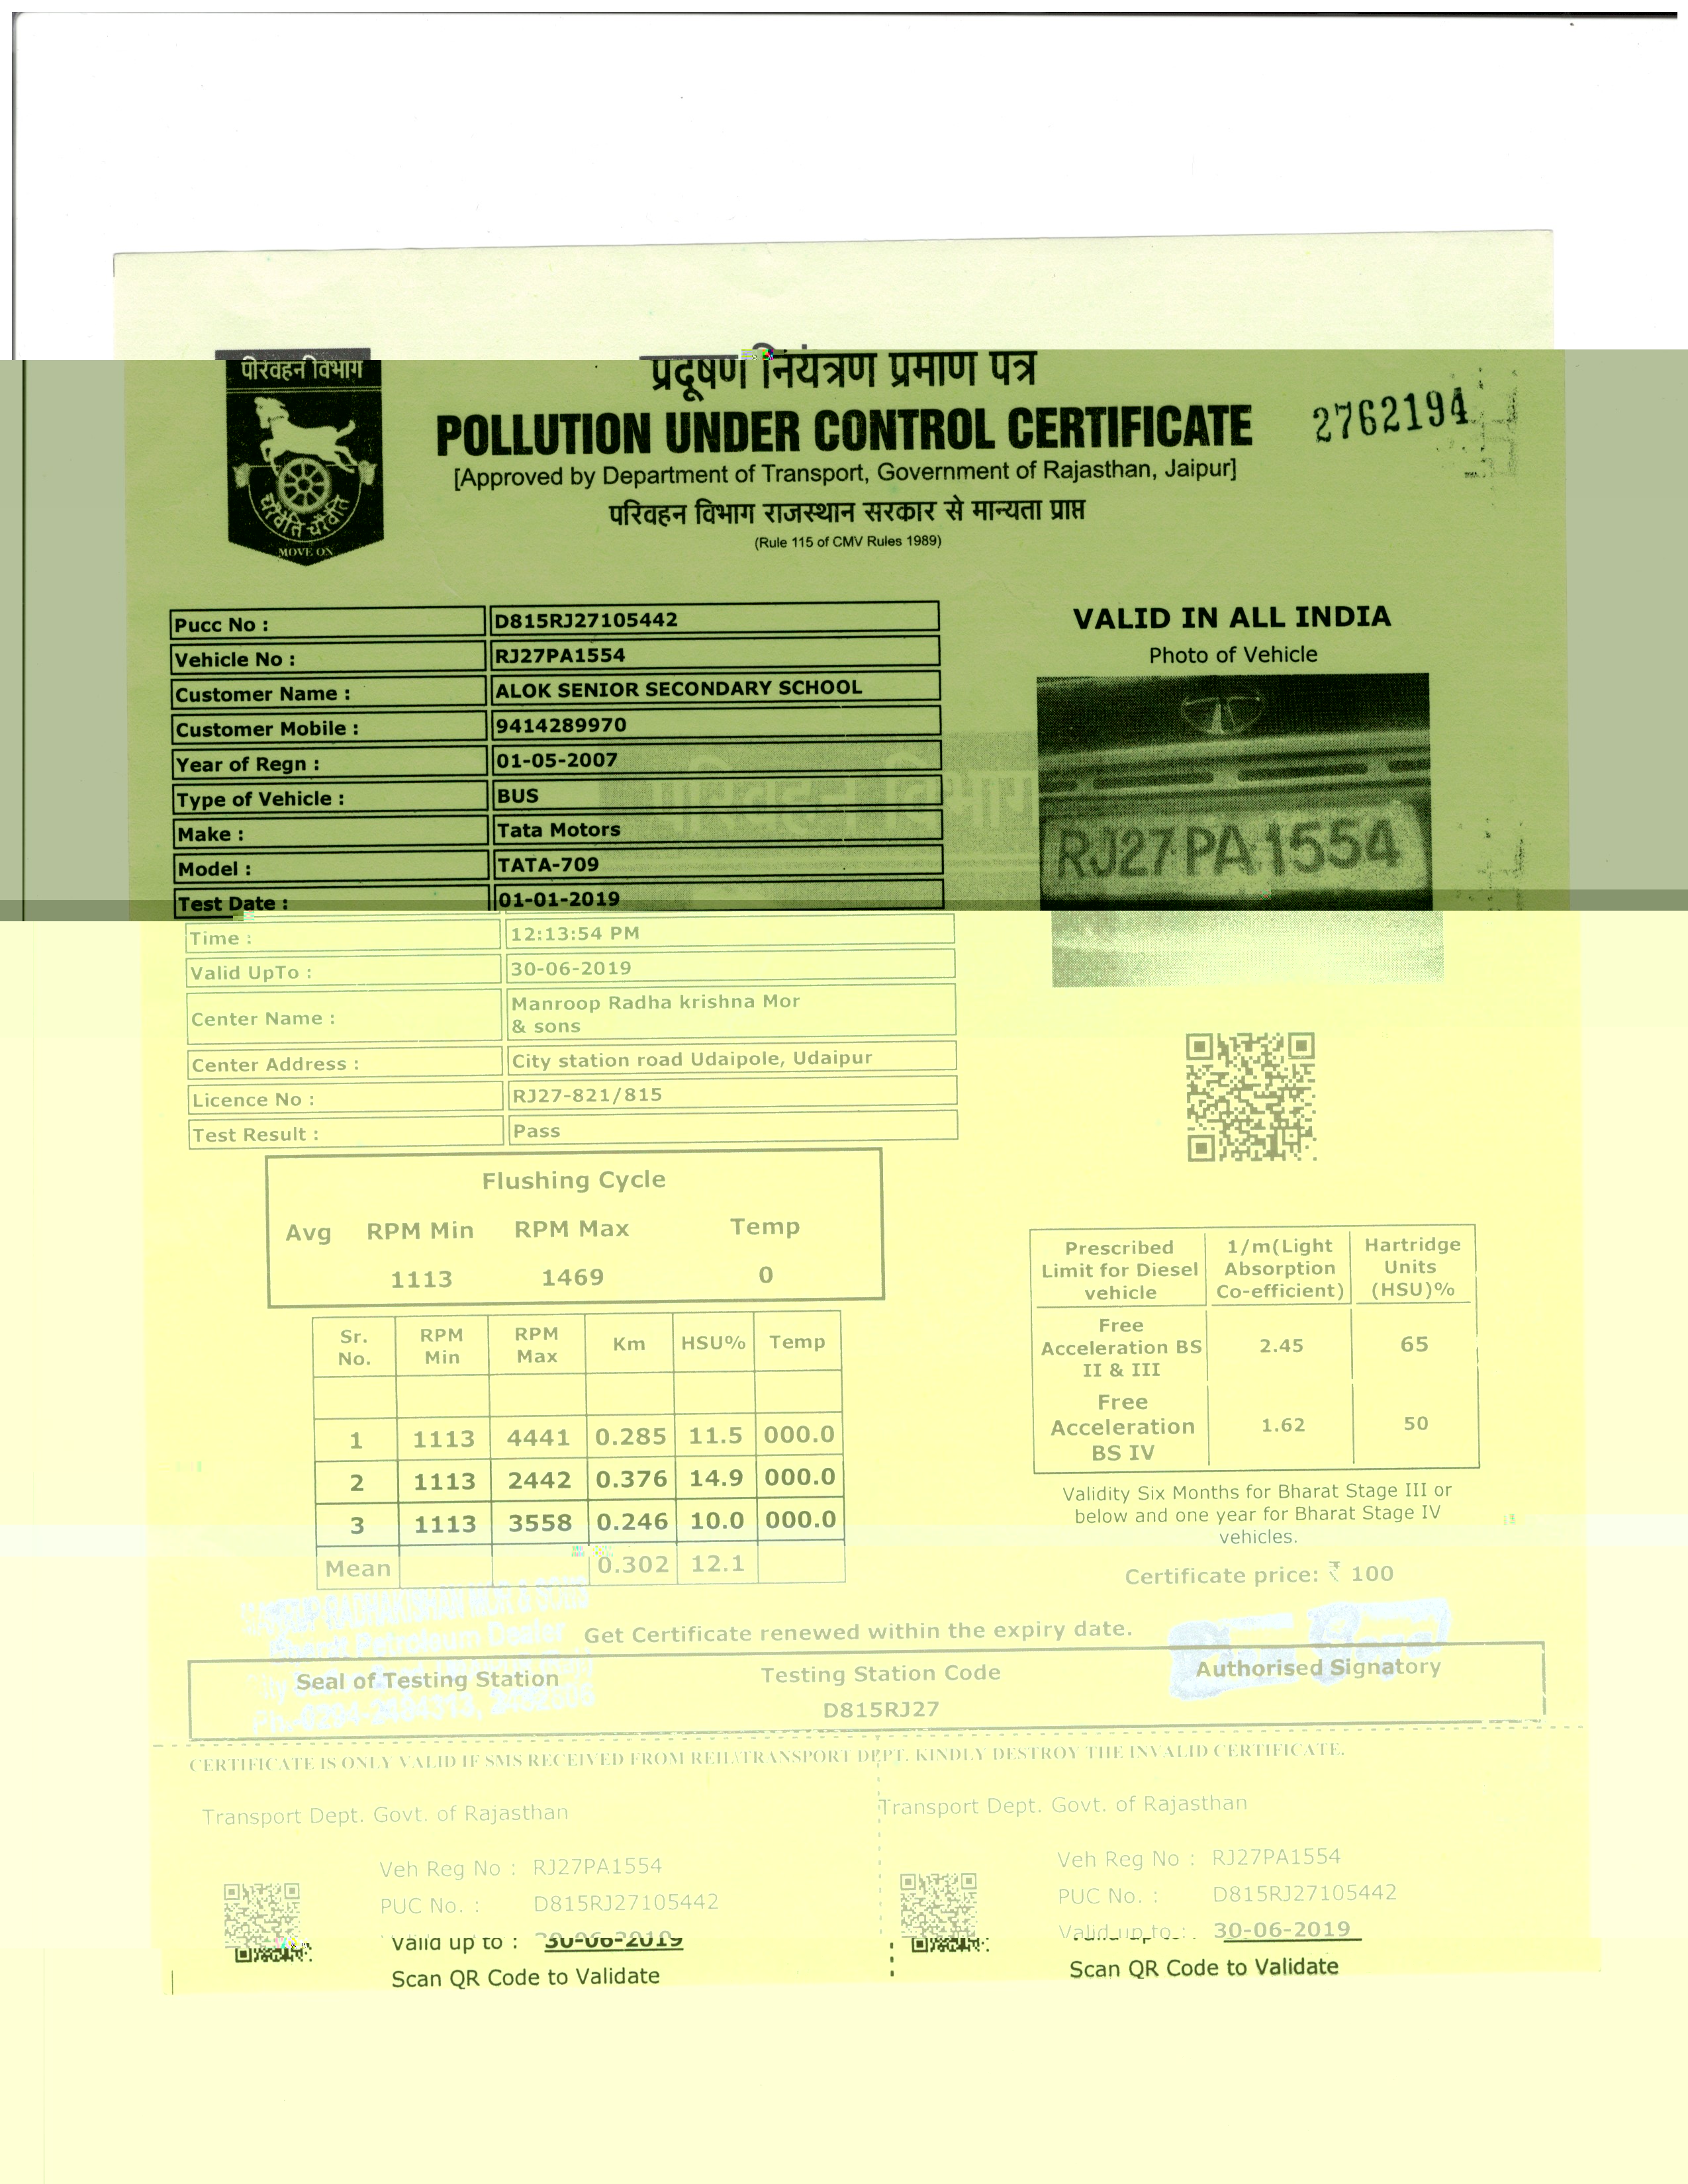 परिवहन विभाग
चरैवेति चरैवेति
MOVE ON
प्रदूषण नियंत्रण प्रमाण पत्र
POLLUTION UNDER CONTROL CERTIFICATE
2762194
[Approved by Department of Transport, Government of Rajasthan, Jaipur]
परिवहन विभाग राजस्थान सरकार से मान्यता प्राप्त
(Rule 115 of CMV Rules 1989)
Pucc No : D815RJ27105442
Vehicle No : RJ27PA1554
Customer Name : ALOK SENIOR SECONDARY SCHOOL
Customer Mobile : 9414289970
Year of Regn : 01-05-2007
Type of Vehicle : BUS
Make : Tata Motors
Model : TATA-709
Test Date : 01-01-2019
Time : 12:13:54 PM
Valid UpTo : 30-06-2019
Center Name : Manroop Radha krishna Mor
& sons
Center Address : City station road Udaipole, Udaipur
Licence No : RJ27-821/815
Test Result : Pass
VALID IN ALL INDIA
Photo of Vehicle
RJ27 PA 1554
Flushing Cycle
Avg RPM Min RPM Max Temp
1113 1469 0
Sr. No. RPM Min RPM Max Km HSU% Temp
1 1113 4441 0.285 11.5 000.0
2 1113 2442 0.376 14.9 000.0
3 1113 3558 0.246 10.0 000.0
Mean 0.302 12.1
Prescribed Limit for Diesel vehicle 1/m(Light Absorption Co-efficient) Hartridge Units (HSU)%
Free Acceleration BS II & III 2.45 65
Free Acceleration BS IV 1.62 50
Validity Six Months for Bharat Stage III or
below and one year for Bharat Stage IV
vehicles.
Certificate price: ₹ 100
RADHAKISHAN MOR & SONS
Bharat Petroleum Dealer
Get Certificate renewed within the expiry date.
Seal of Testing Station
Testing Station Code
Authorised Signatory
D815RJ27
CERTIFICATE IS ONLY VALID IF SMS RECEIVED FROM REIL/TRANSPORT DEPT. KINDLY DESTROY THE INVALID CERTIFICATE.
Transport Dept. Govt. of Rajasthan
Veh Reg No : RJ27PA1554
PUC No. : D815RJ27105442
Valid up to : 30-06-2019
Scan QR Code to Validate
Transport Dept. Govt. of Rajasthan
Veh Reg No : RJ27PA1554
PUC No. : D815RJ27105442
Valid up to : 30-06-2019
Scan QR Code to Validate